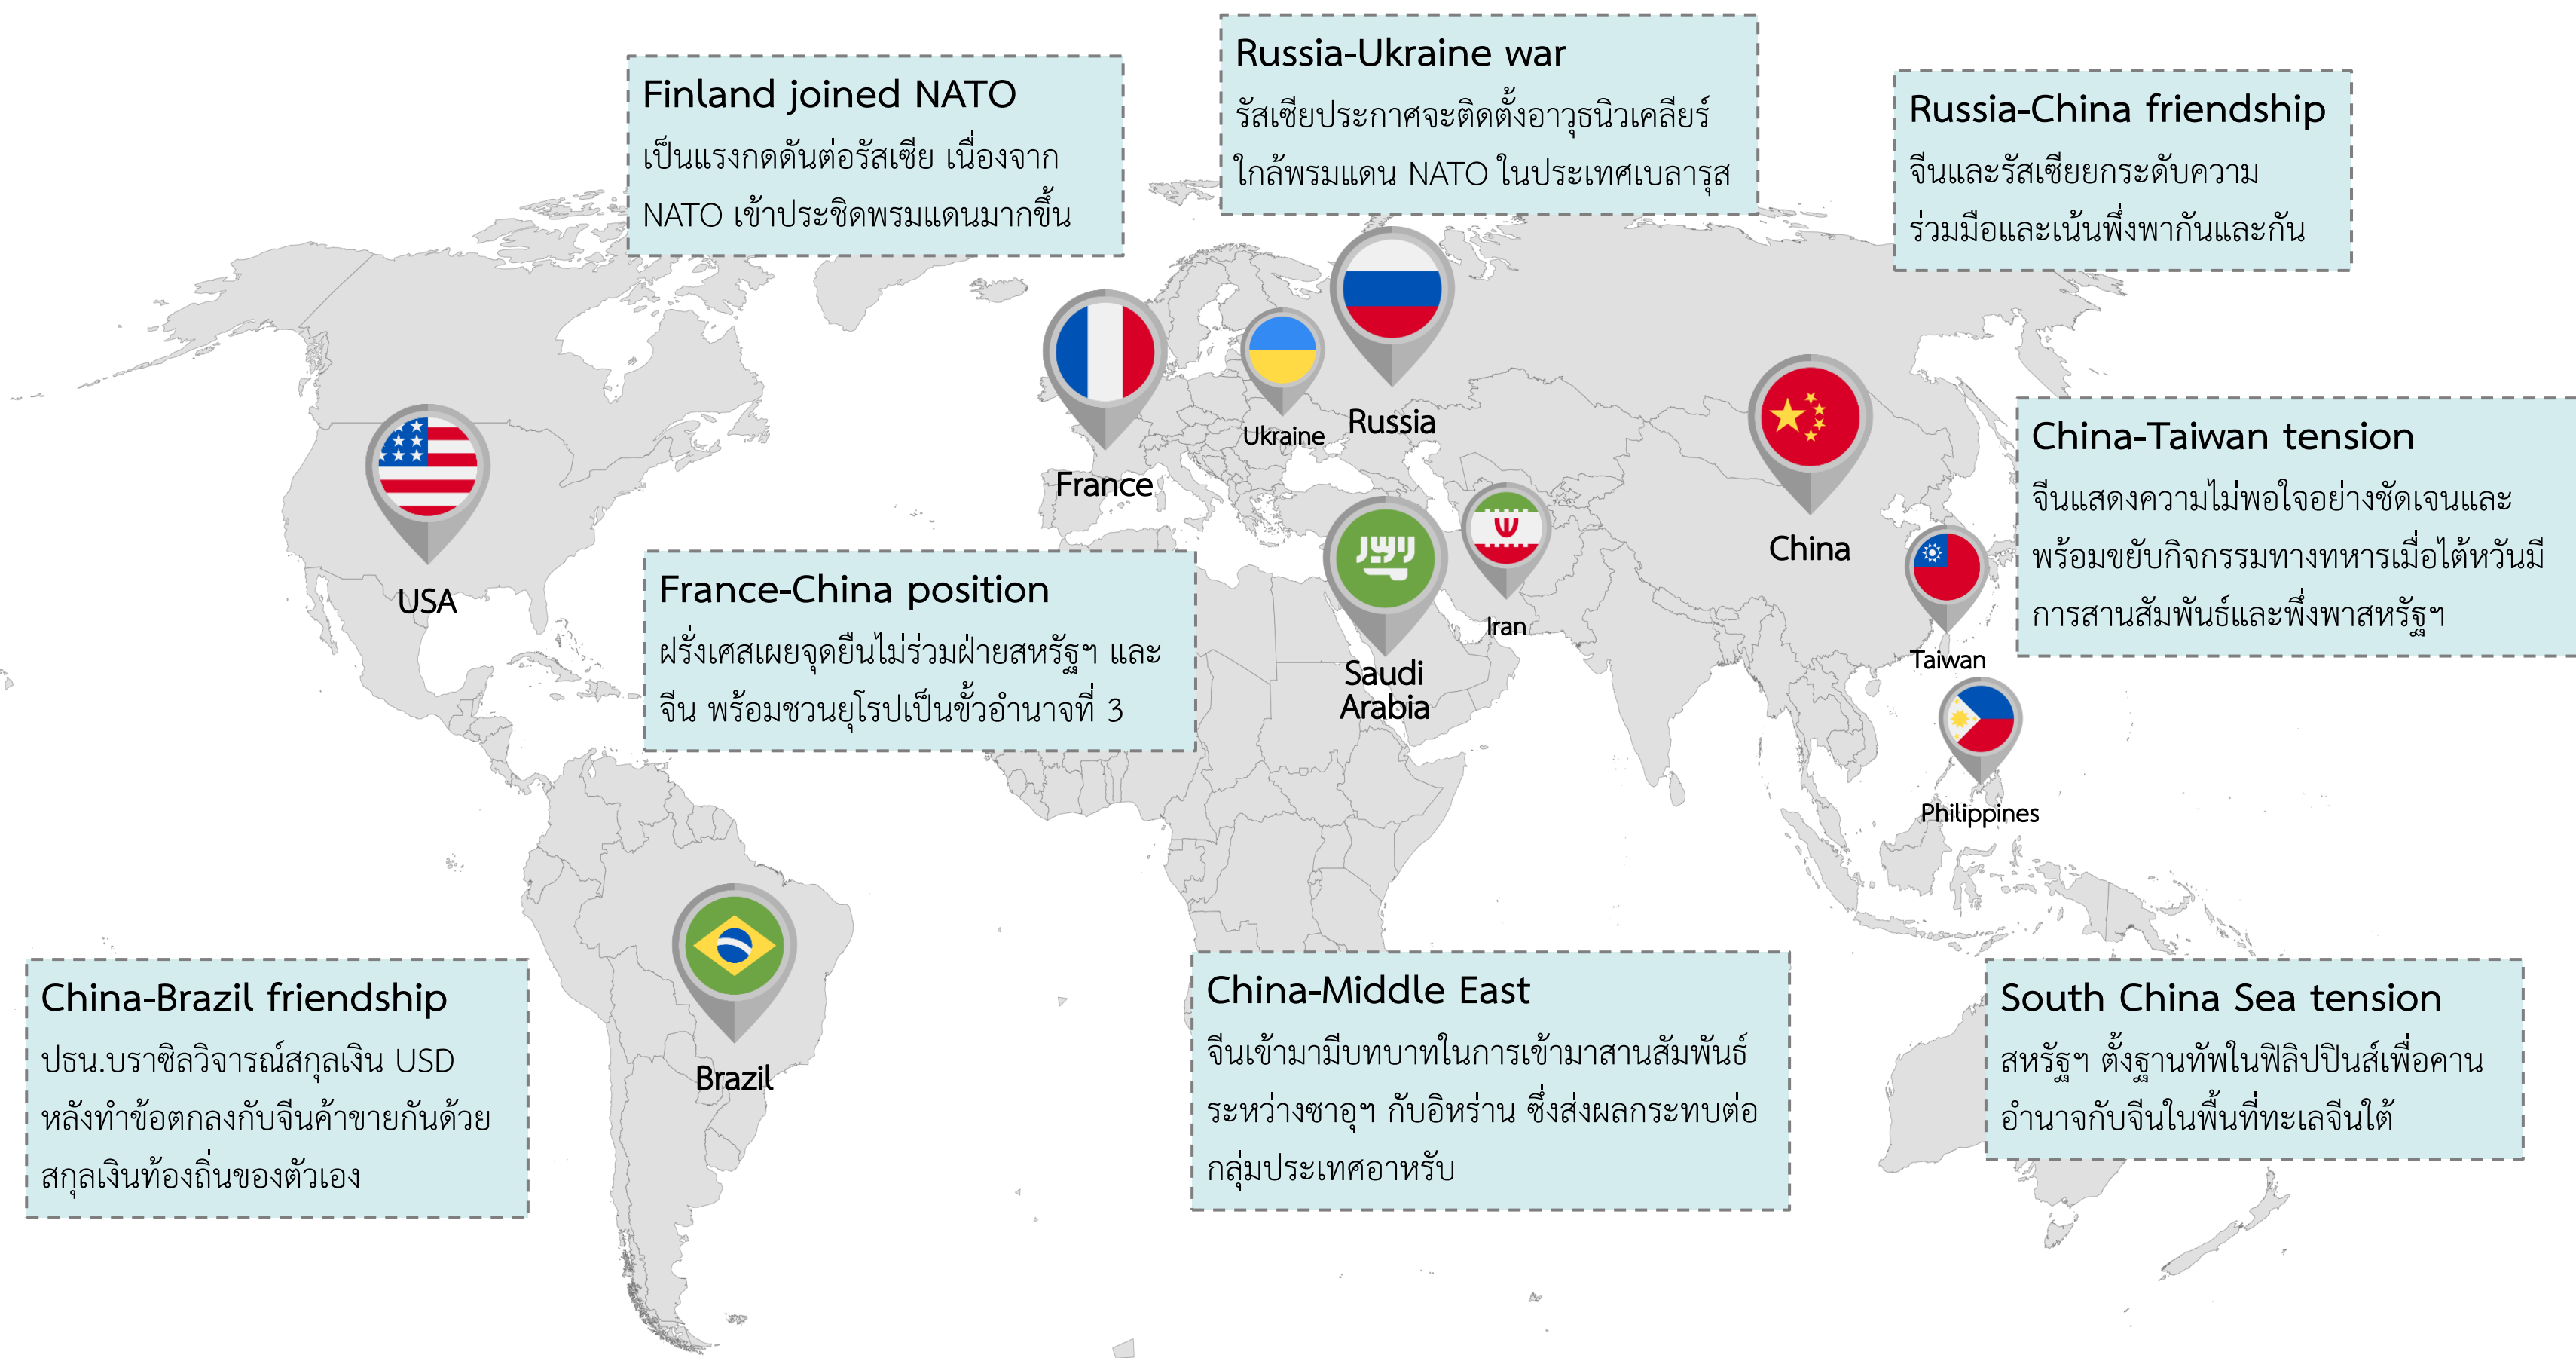 Finland joined NATO
เป็นแรงกดดันต่อรัสเซีย เนื่องจาก
NATO เข้าประชิดพรมแดนมากขึ้น
Russia-Ukraine war
รัสเซียประกาศจะติดตั้งอาวุธนิวเคลียร์
ใกล้พรมแดน NATO ในประเทศเบลารุส
Russia-China friendship
จีนและรัสเซียยกระดับความ
ร่วมมือและเน้นพึ่งพากันและกัน
USA
France
Ukraine
Russia
China
China-Taiwan tension
จีนแสดงความไม่พอใจอย่างชัดเจนและ
พร้อมขยับกิจกรรมทางทหารเมื่อไต้หวันมี
การสานสัมพันธ์และพึ่งพาสหรัฐฯ
France-China position
ฝรั่งเศสเผยจุดยืนไม่ร่วมฝ่ายสหรัฐฯ และ
จีน พร้อมชวนยุโรปเป็นขั้วอำนาจที่ 3
Saudi
Arabia
Iran
Taiwan
Philippines
Brazil
China-Brazil friendship
ปธน.บราซิลวิจารณ์สกุลเงิน USD
หลังทำข้อตกลงกับจีนค้าขายกันด้วย
สกุลเงินท้องถิ่นของตัวเอง
China-Middle East
จีนเข้ามามีบทบาทในการเข้ามาสานสัมพันธ์
ระหว่างซาอุฯ กับอิหร่าน ซึ่งส่งผลกระทบต่อ
กลุ่มประเทศอาหรับ
South China Sea tension
สหรัฐฯ ตั้งฐานทัพในฟิลิปปินส์เพื่อคาน
อำนาจกับจีนในพื้นที่ทะเลจีนใต้